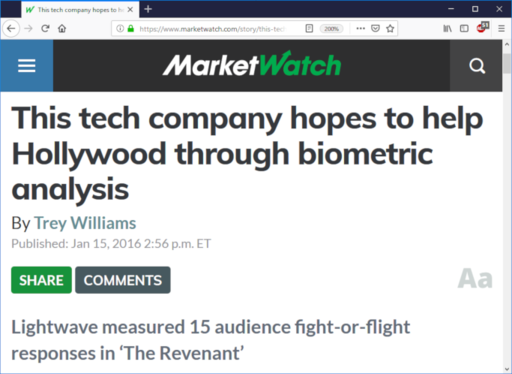 This tech company hopes to he
https://www.marketwatch.com/story/this-tec
200%
MarketWatch
This tech company hopes to help
Hollywood through biometric
analysis
By Trey Williams
Published: Jan 15, 2016 2:56 p.m. ET
SHARE
COMMENTS
Aa
Lightwave measured 15 audience fight-or-flight
responses in ‘The Revenant’